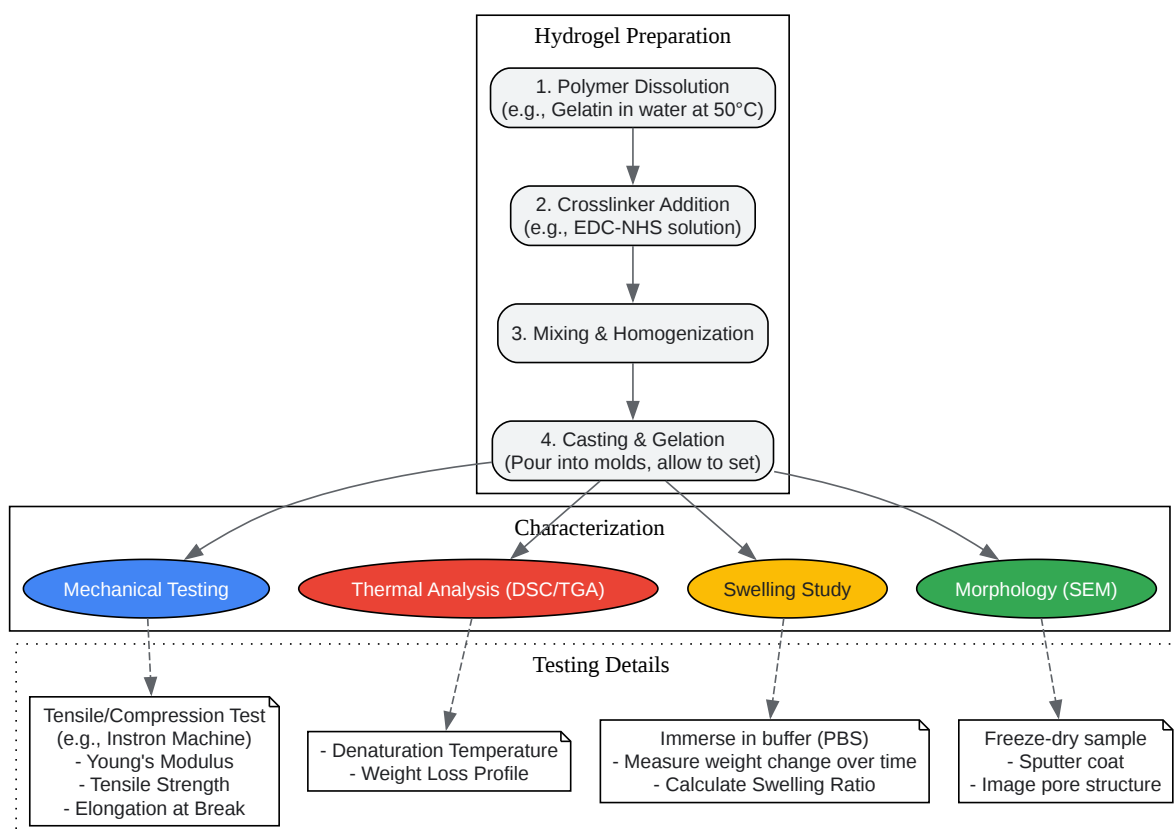 Hydrogel Preparation
1. Polymer Dissolution
(e.g., Gelatin in water at 50°C)
2. Crosslinker Addition
(e.g., EDC-NHS solution)
3. Mixing & Homogenization
4. Casting & Gelation
(Pour into molds, allow to set)
Characterization
Mechanical Testing
Thermal Analysis (DSC/TGA)
Swelling Study
Morphology (SEM)
Testing Details
Tensile/Compression Test
(e.g., Instron Machine)
- Young's Modulus
- Tensile Strength
- Elongation at Break
- Denaturation Temperature
- Weight Loss Profile
Immerse in buffer (PBS)
- Measure weight change over time
- Calculate Swelling Ratio
Freeze-dry sample
- Sputter coat
- Image pore structure